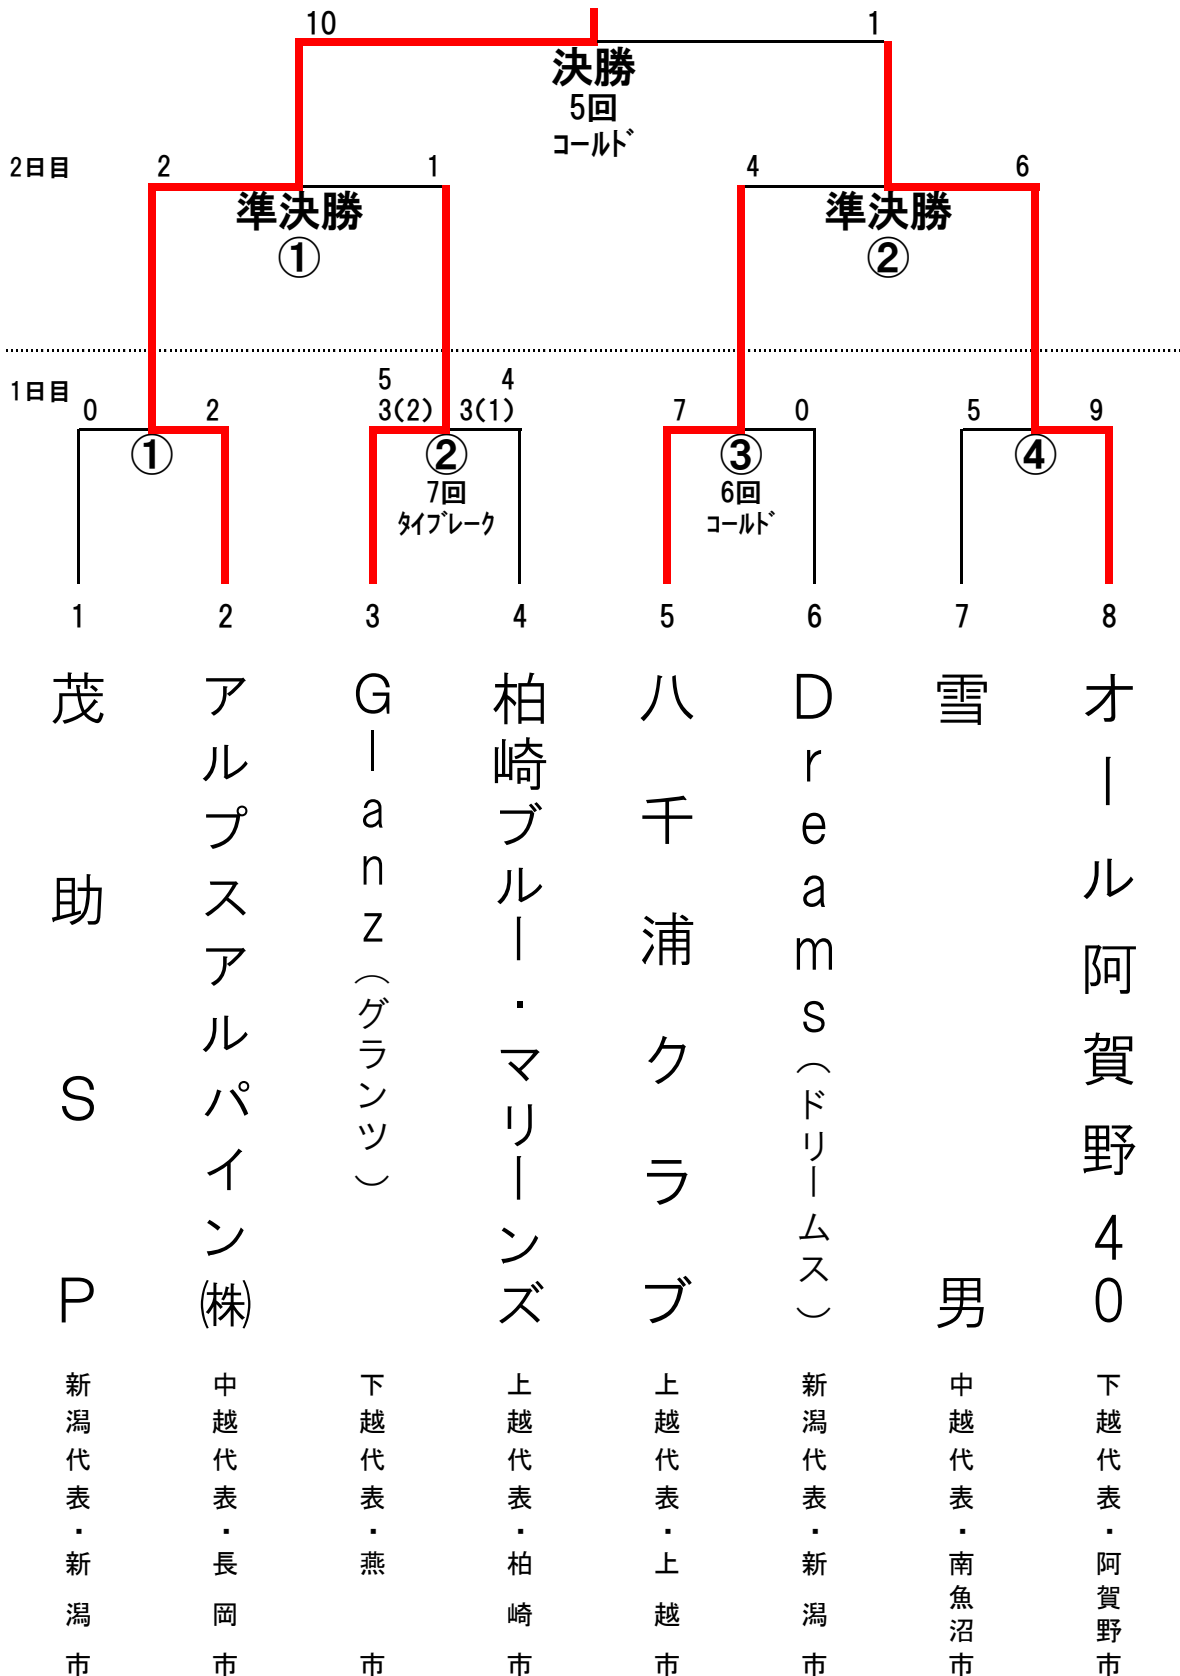 10 1
決勝
5回
コールド
2日目 2 1 4 6
準決勝 準決勝
① ②
1日目
5 4
0 2 3(2) 3(1) 7 0 5 9
① ② ③ ④
7回 6回
タイブレーク コールド
1 2 3 4 5 6 7 8
茂助SP
アルプスアルパイン㈱
Glanz(グランツ)
柏崎ブルー・マリーンズ
八千浦クラブ
Dreams(ドリームス)
雪男
オール阿賀野40
新潟代表・新潟市
中越代表・長岡市
下越代表・燕市
上越代表・柏崎市
上越代表・上越市
新潟代表・新潟市
中越代表・南魚沼市
下越代表・阿賀野市